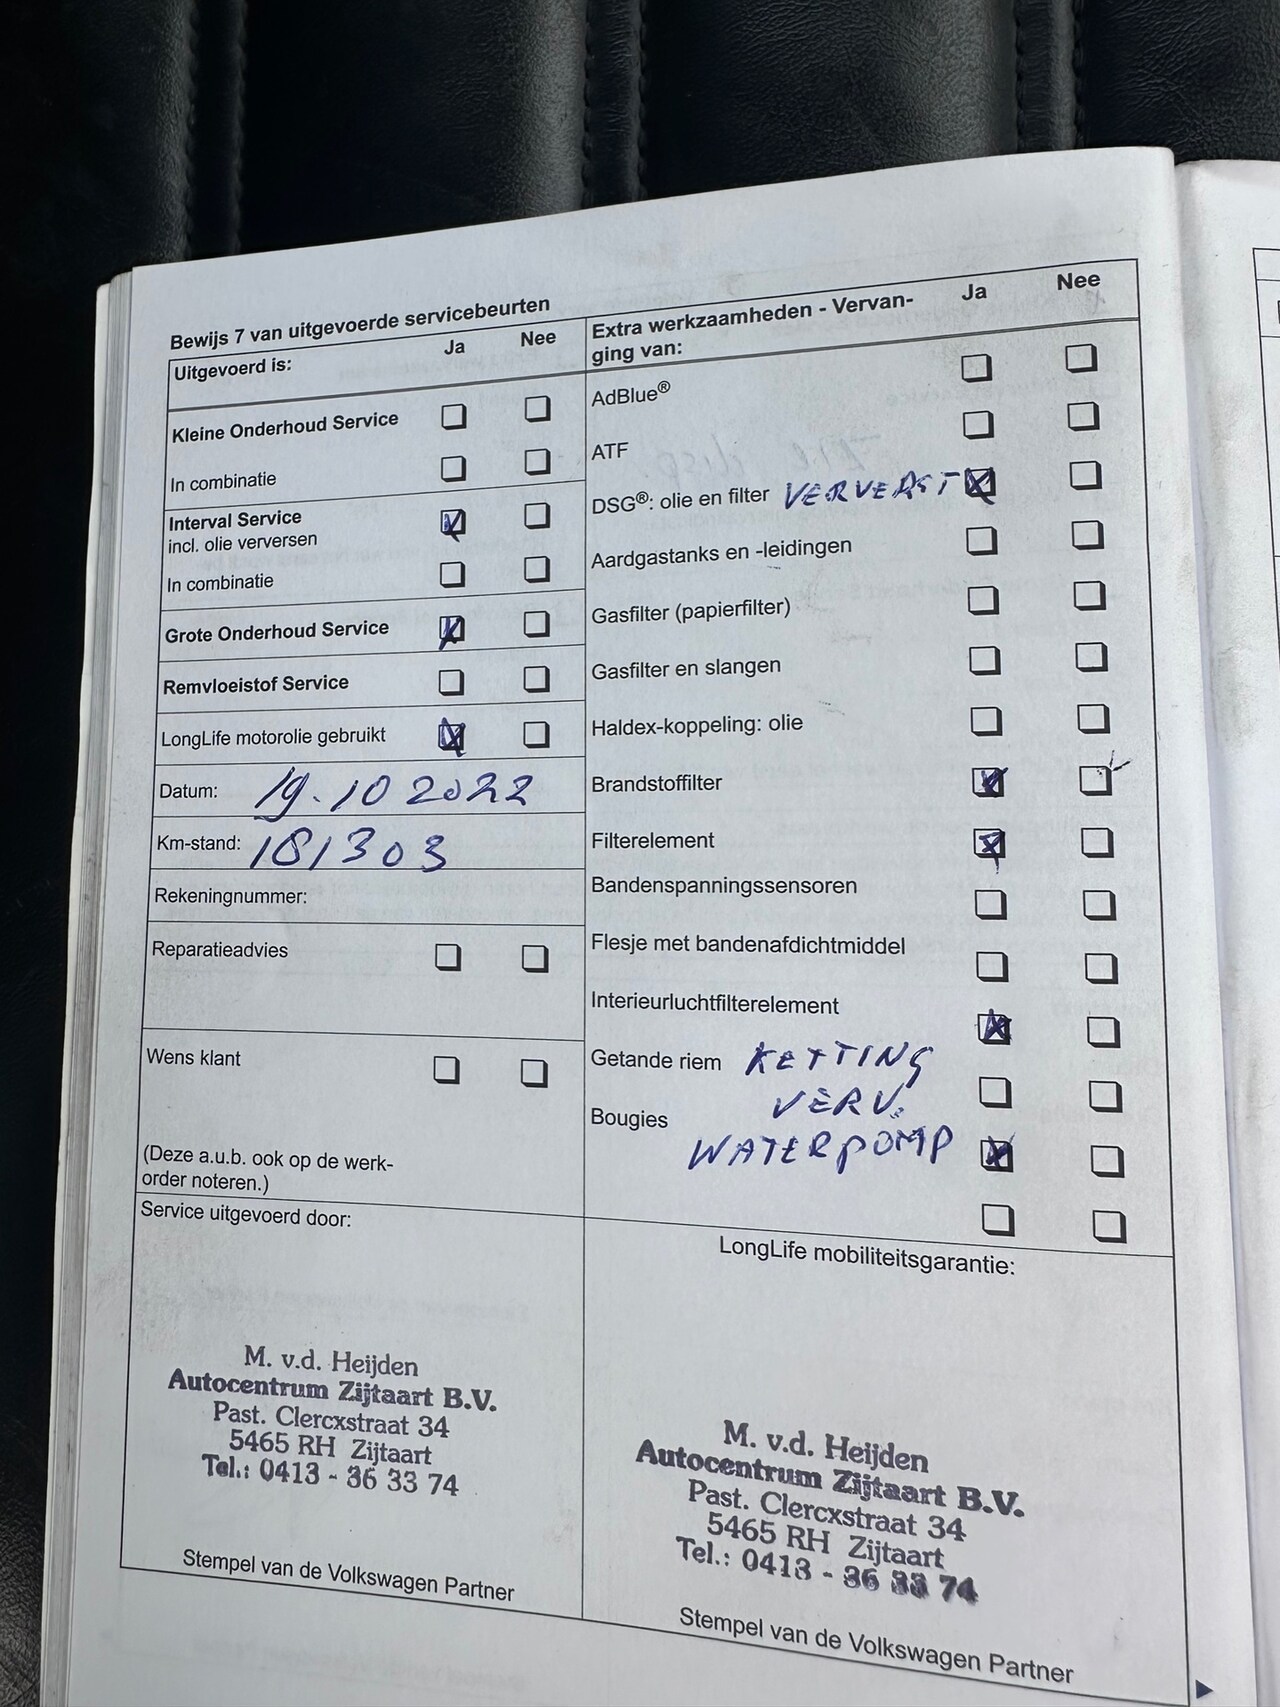 Bewijs 7 van uitgevoerde servicebeurten
Uitgevoerd is:
Ja
Nee
Kleine Onderhoud Service
In combinatie
Interval Service
incl. olie verversen
In combinatie
Grote Onderhoud Service
Remvloeistof Service
LongLife motorolie gebruikt
Datum: 19.10 2022
Km-stand: 181303
Rekeningnummer:
Reparatieadvies
Wens klant
(Deze a.u.b. ook op de werk-
order noteren.)
Extra werkzaamheden - Vervan-
ging van:
Ja
Nee
AdBlue®
ATF
DSG®: olie en filter VERVERST
Aardgastanks en -leidingen
Gasfilter (papierfilter)
Gasfilter en slangen
Haldex-koppeling: olie
Brandstoffilter
Filterelement
Bandenspanningssensoren
Flesje met bandenafdichtmiddel
Interieurluchtfilterelement
Getande riem KETTING
VERV.
Bougies
WATERPOMP
Service uitgevoerd door:
M. v.d. Heijden
Autocentrum Zijtaart B.V.
Past. Clercxstraat 34
5465 RH Zijtaart
Tel.: 0413 - 36 33 74
Stempel van de Volkswagen Partner
LongLife mobiliteitsgarantie:
M. v.d. Heijden
Autocentrum Zijtaart B.V.
Past. Clercxstraat 34
5465 RH Zijtaart
Tel.: 0413 - 36 33 74
Stempel van de Volkswagen Partner